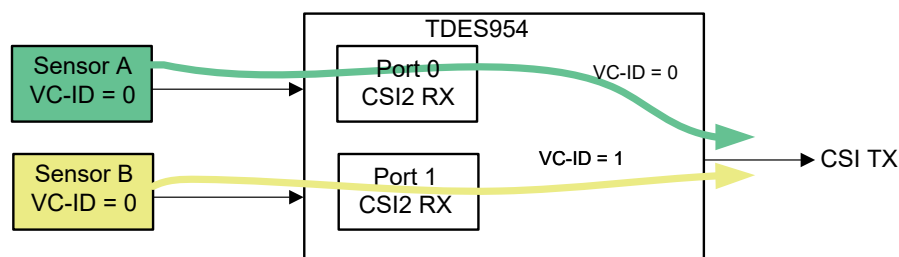 TDES954
Sensor A
VC-ID = 0
Port 0
CSI2 RX
VC-ID = 0
Sensor B
VC-ID = 0
Port 1
CSI2 RX
VC-ID = 1
CSI TX